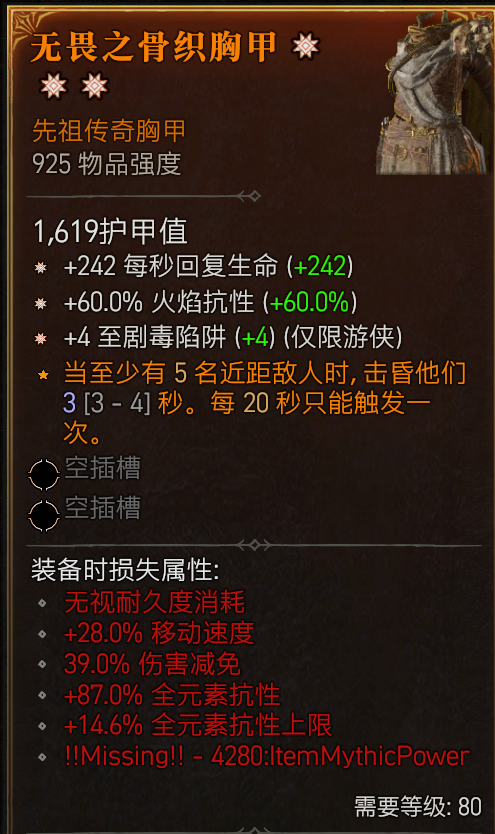 无畏之骨织胸甲
先祖传奇胸甲
925 物品强度
1,619护甲值
+242 每秒回复生命 (+242)
+60.0% 火焰抗性 (+60.0%)
+4 至剧毒陷阱 (+4) (仅限游侠)
当至少有 5 名近距敌人时, 击昏他们
3 [3 - 4] 秒。每 20 秒只能触发一
次。
空插槽
空插槽
装备时损失属性:
无视耐久度消耗
+28.0% 移动速度
39.0% 伤害减免
+87.0% 全元素抗性
+14.6% 全元素抗性上限
!!Missing!! - 4280:ItemMythicPower
需要等级: 80